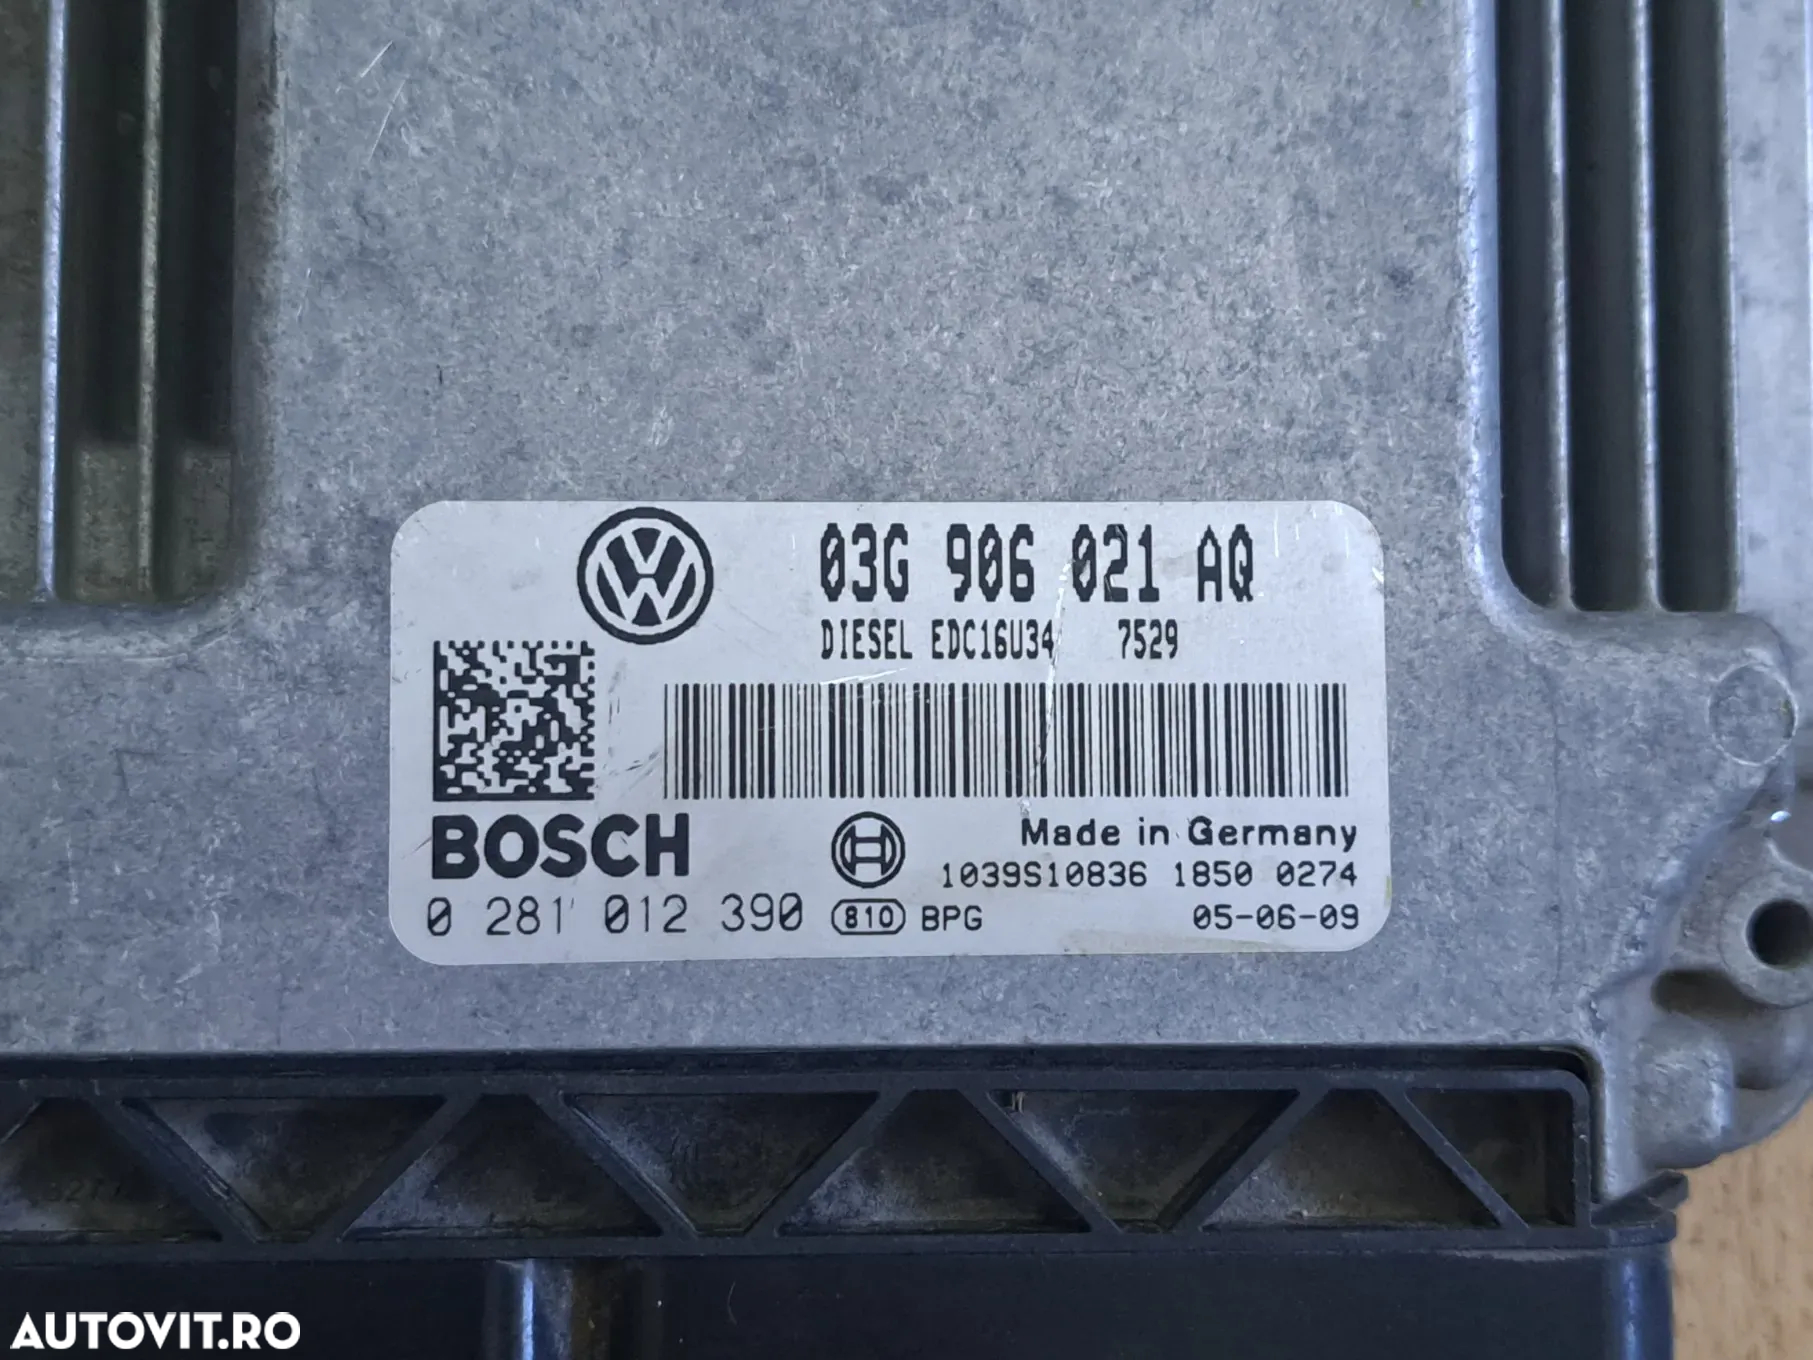 03G 906 021 AQ
DIESEL EDC16U34 7529
BOSCH
Made in Germany
1039S10836 1850 0274
0 281 012 390 810 BPG 05-06-09
AUTOVIT.RO